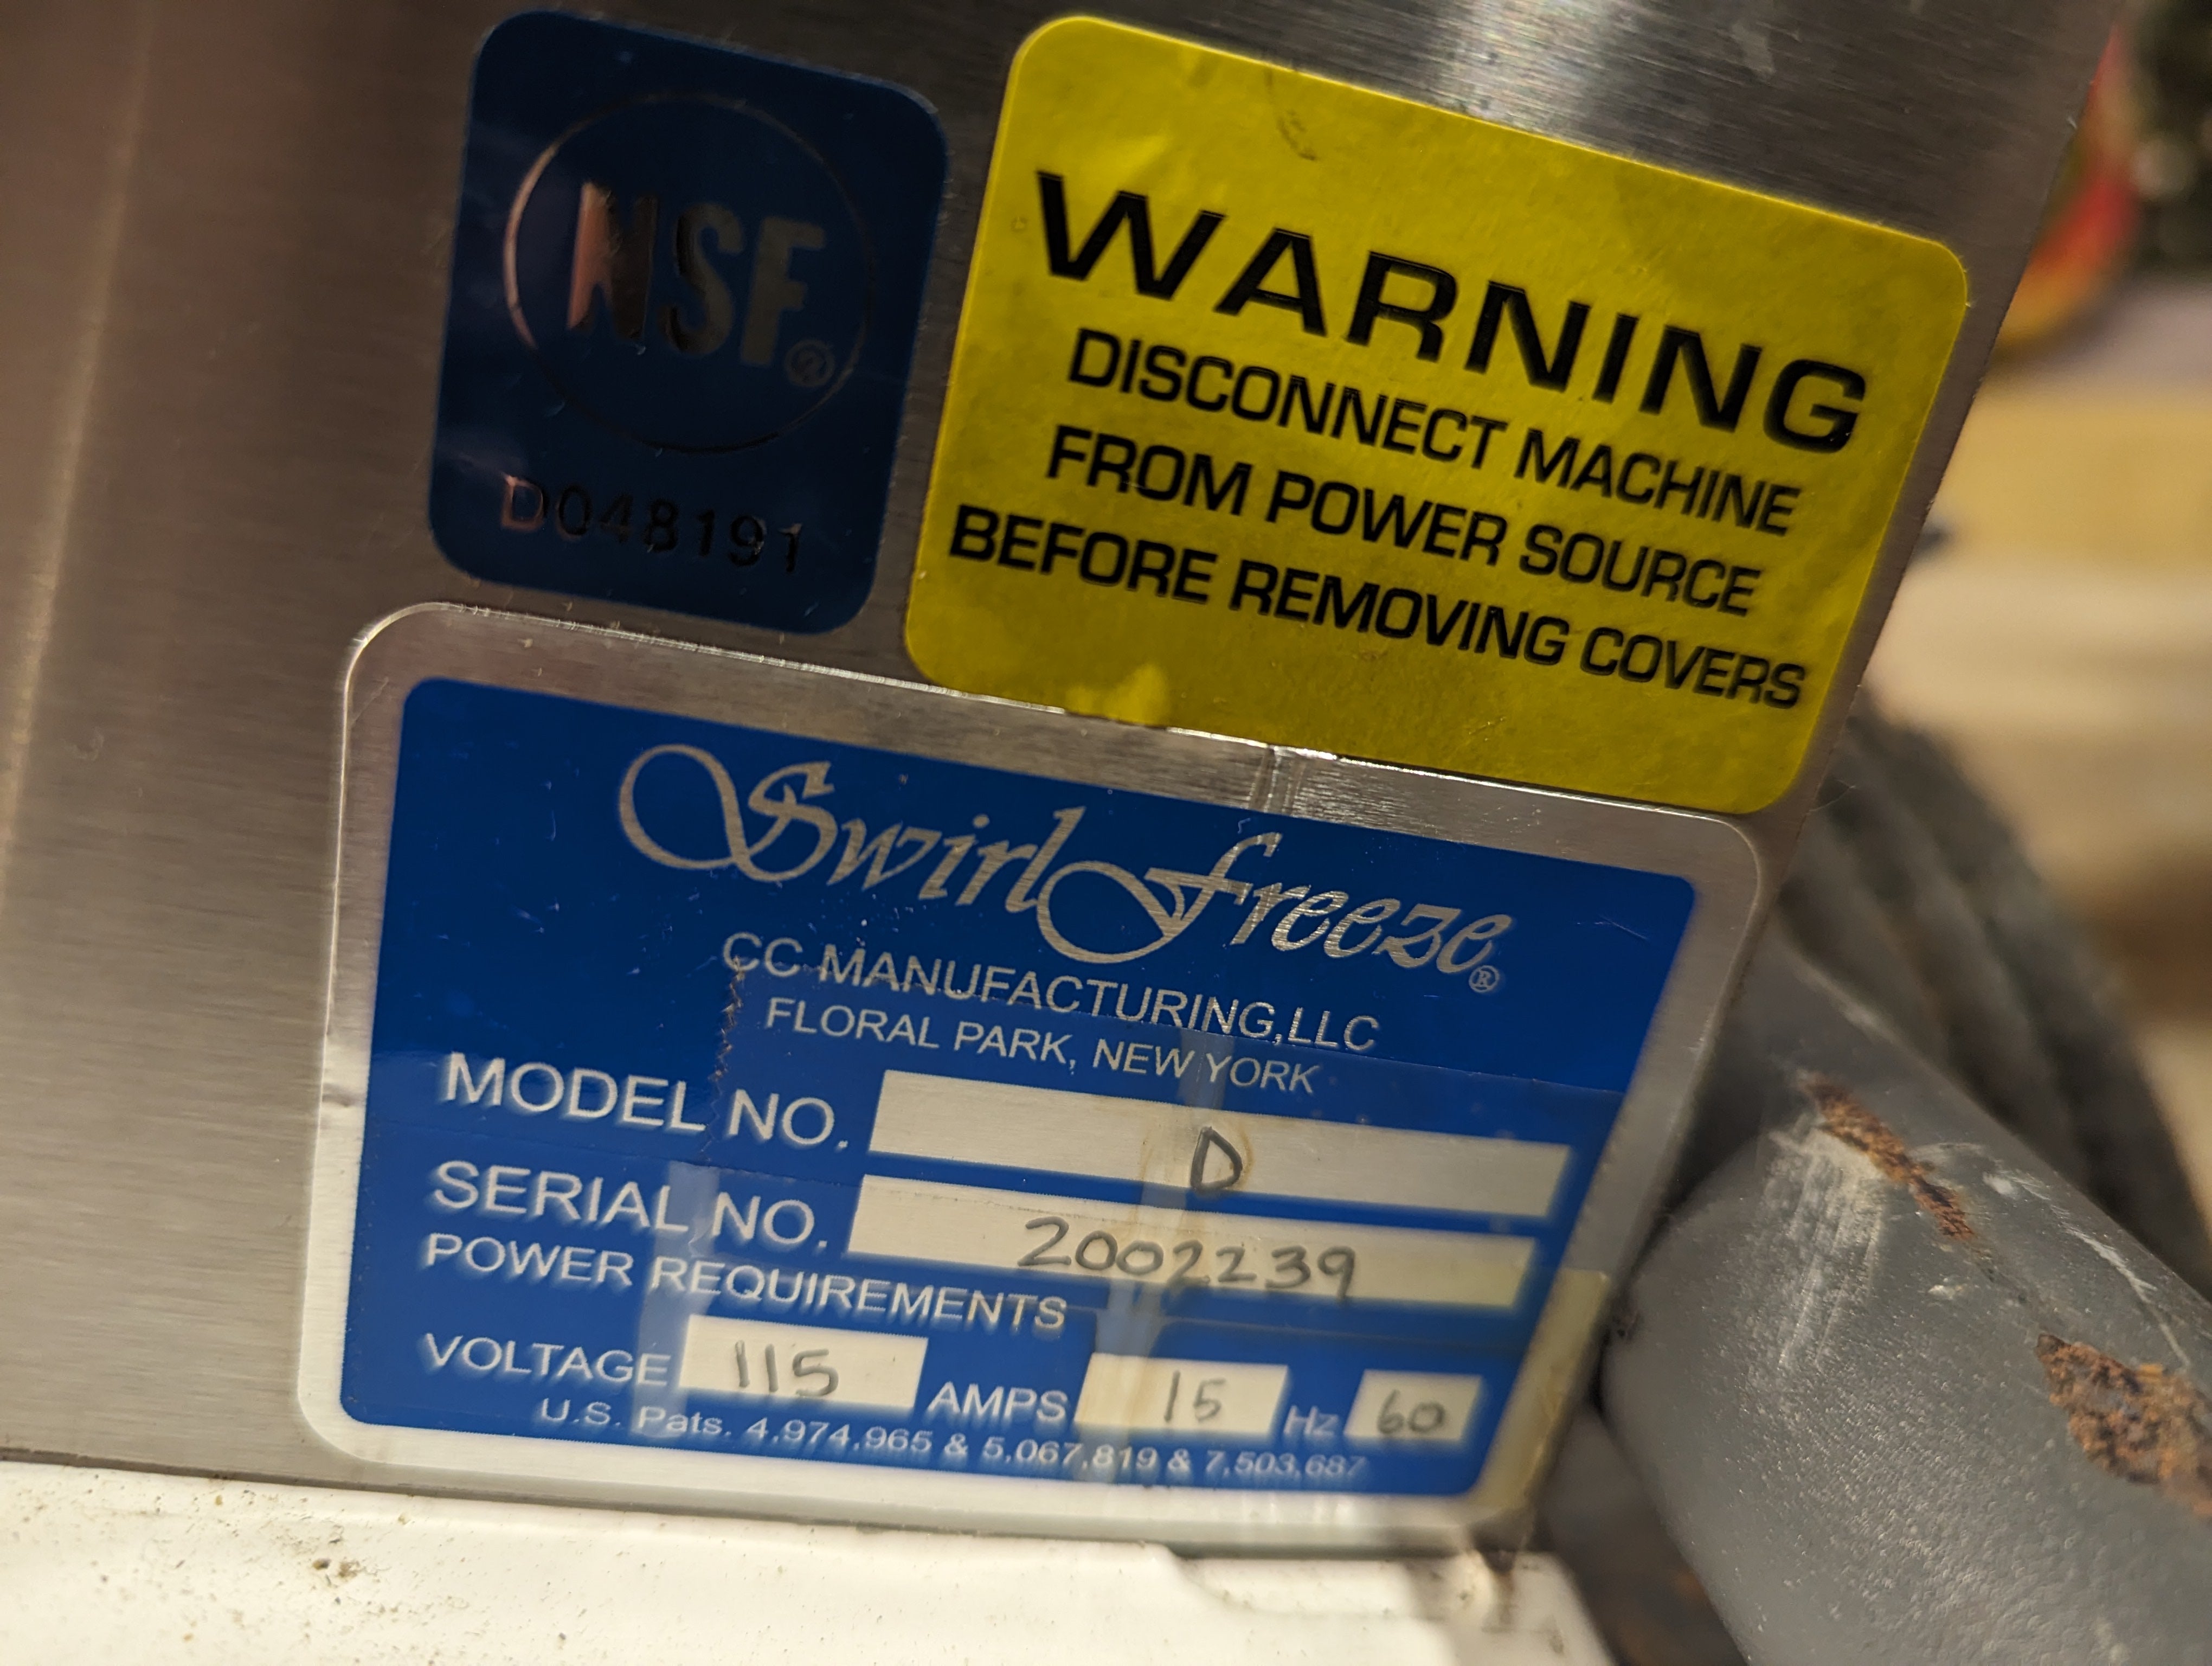 NSF®
D048191
WARNING
DISCONNECT MACHINE
FROM POWER SOURCE
BEFORE REMOVING COVERS
SwirlFreeze®
CC MANUFACTURING,LLC
FLORAL PARK, NEW YORK
MODEL NO. D
SERIAL NO. 2002239
POWER REQUIREMENTS
VOLTAGE 115 AMPS 15 Hz 60
U.S. Pats. 4,974,965 & 5,067,819 & 7,503,687